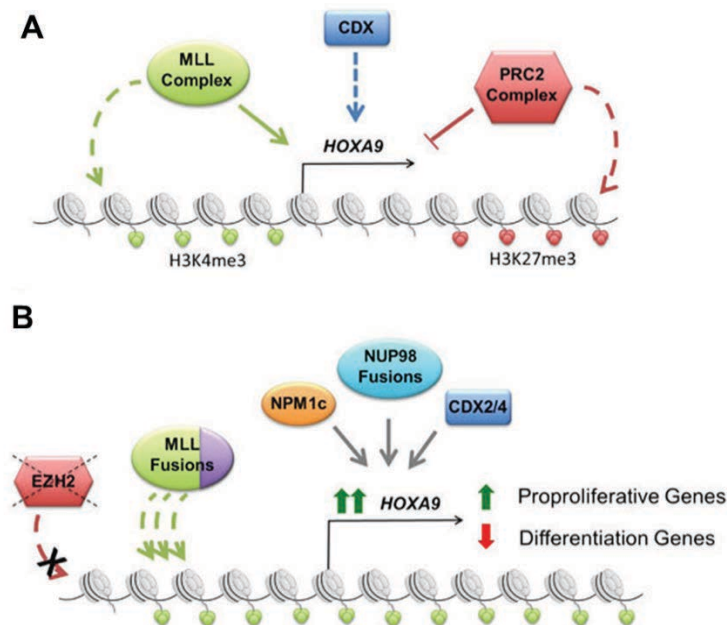 A
MLL
Complex
CDX
PRC2
Complex
HOXA9
H3K4me3
H3K27me3
B
NUP98
Fusions
NPM1c
CDX2/4
MLL
Fusions
EZH2
HOXA9
Proproliferative Genes
Differentiation Genes